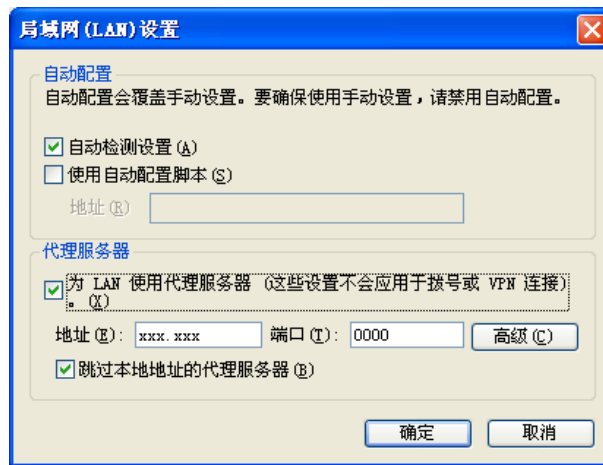 局域网(LAN)设置
自动配置
自动配置会覆盖手动设置。要确保使用手动设置，请禁用自动配置。
自动检测设置(A)
使用自动配置脚本(S)
地址(R)
代理服务器
为 LAN 使用代理服务器 (这些设置不会应用于拨号或 VPN 连接)
。(X)
地址(E): xxx.xxx 端口(T): 0000 高级(C)
跳过本地地址的代理服务器(B)
确定 取消